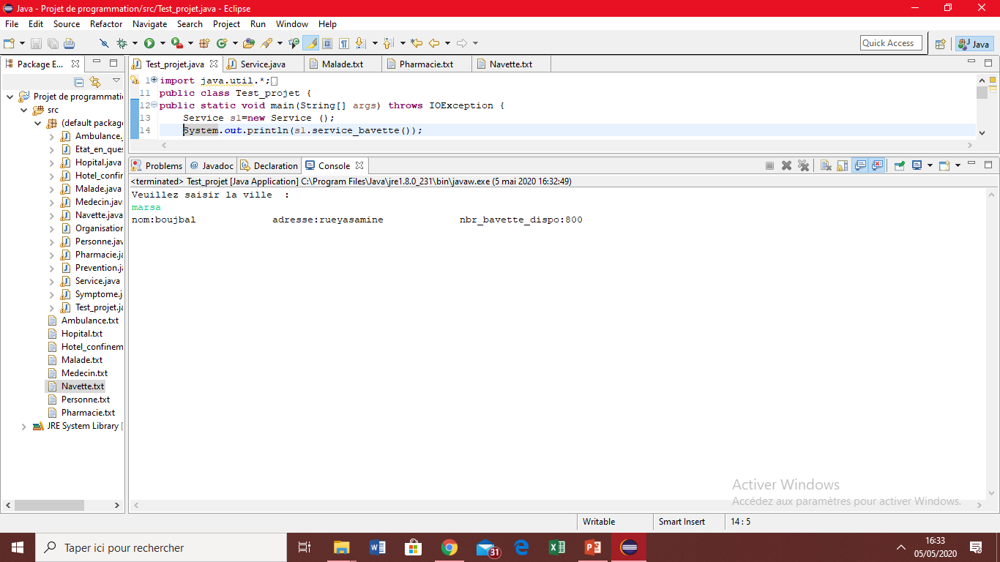 Java - Projet de programmation/src/Test_projet.java - Eclipse
File Edit Source Refactor Navigate Search Project Run Window Help
Quick Access Java
Package E... Test_projet.java Service.java Malade.txt Pharmacie.txt Navette.txt
Projet de programmati
src
(default packag
Ambulance.
Etat_en_ques
Hopital.java
Hotel_confir
Malade.java
Medecin.jav
Navette.java
Organisation
Personne.jav
Pharmacie.ja
Prevention.ja
Service.java
Symptome.j
Test_projet.ja
Ambulance.txt
Hopital.txt
Hotel_confinem
Malade.txt
Medecin.txt
Navette.txt
Personne.txt
Pharmacie.txt
JRE System Library [
1 import java.util.*;
11 public class Test_projet {
12 public static void main(String[] args) throws IOException {
13 Service s1=new Service ();
14 System.out.println(s1.service_bavette());
Problems @ Javadoc Declaration Console
<terminated> Test_projet [Java Application] C:\Program Files\Java\jre1.8.0_231\bin\javaw.exe (5 mai 2020 16:32:49)
Veuillez saisir la ville :
marsa
nom:boujbal adresse:rueyasamine nbr_bavette_dispo:800
Activer Windows
Accédez aux paramètres pour activer Windows.
Writable Smart Insert 14 : 5
Taper ici pour rechercher
31
16:33
05/05/2020